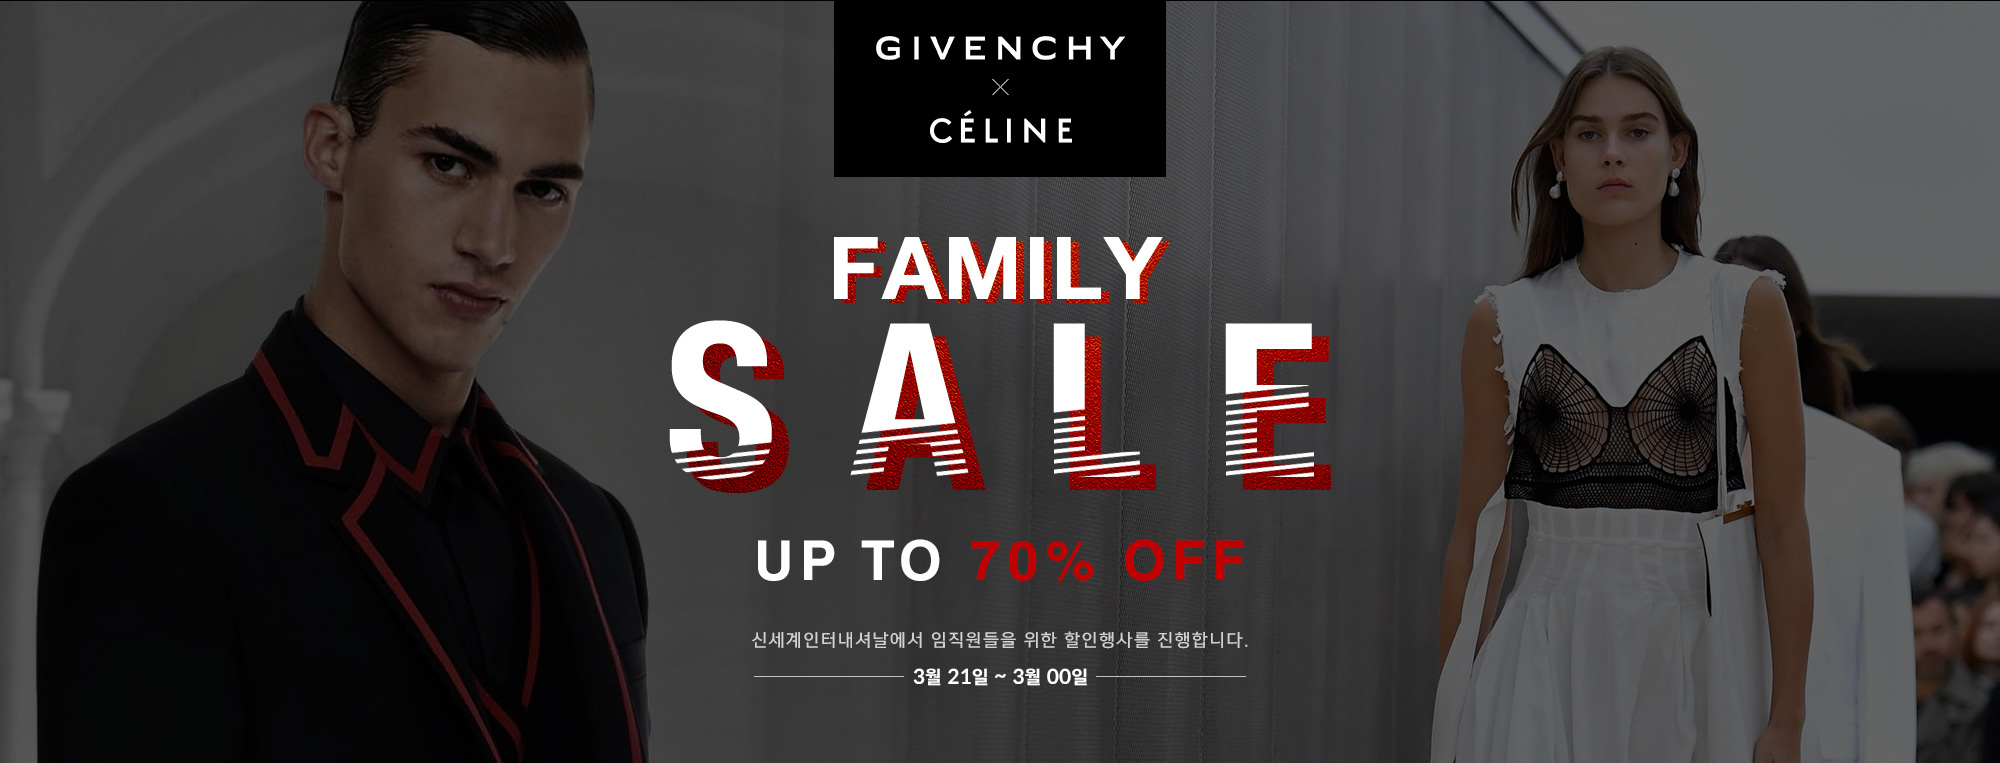 GIVENCHY
×
CÉLINE
FAMILY
SALE
UP TO 70% OFF
신세계인터내셔날에서 임직원들을 위한 할인행사를 진행합니다.
3월 21일 ~ 3월 00일